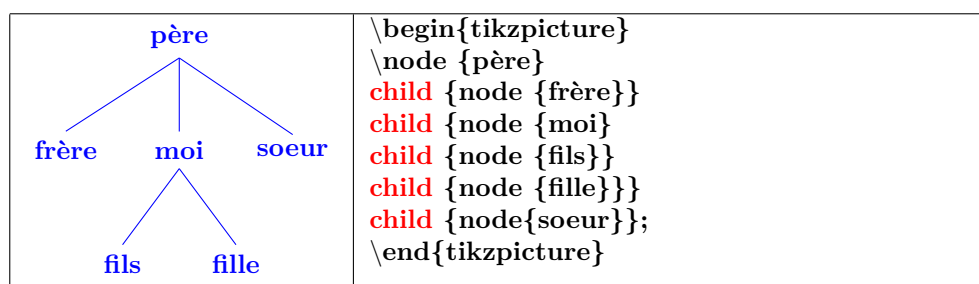 père
frère moi soeur
fils fille
\begin{tikzpicture}
\node {père}
child {node {frère}}
child {node {moi}
child {node {fils}}
child {node {fille}}}
child {node{soeur}};
\end{tikzpicture}